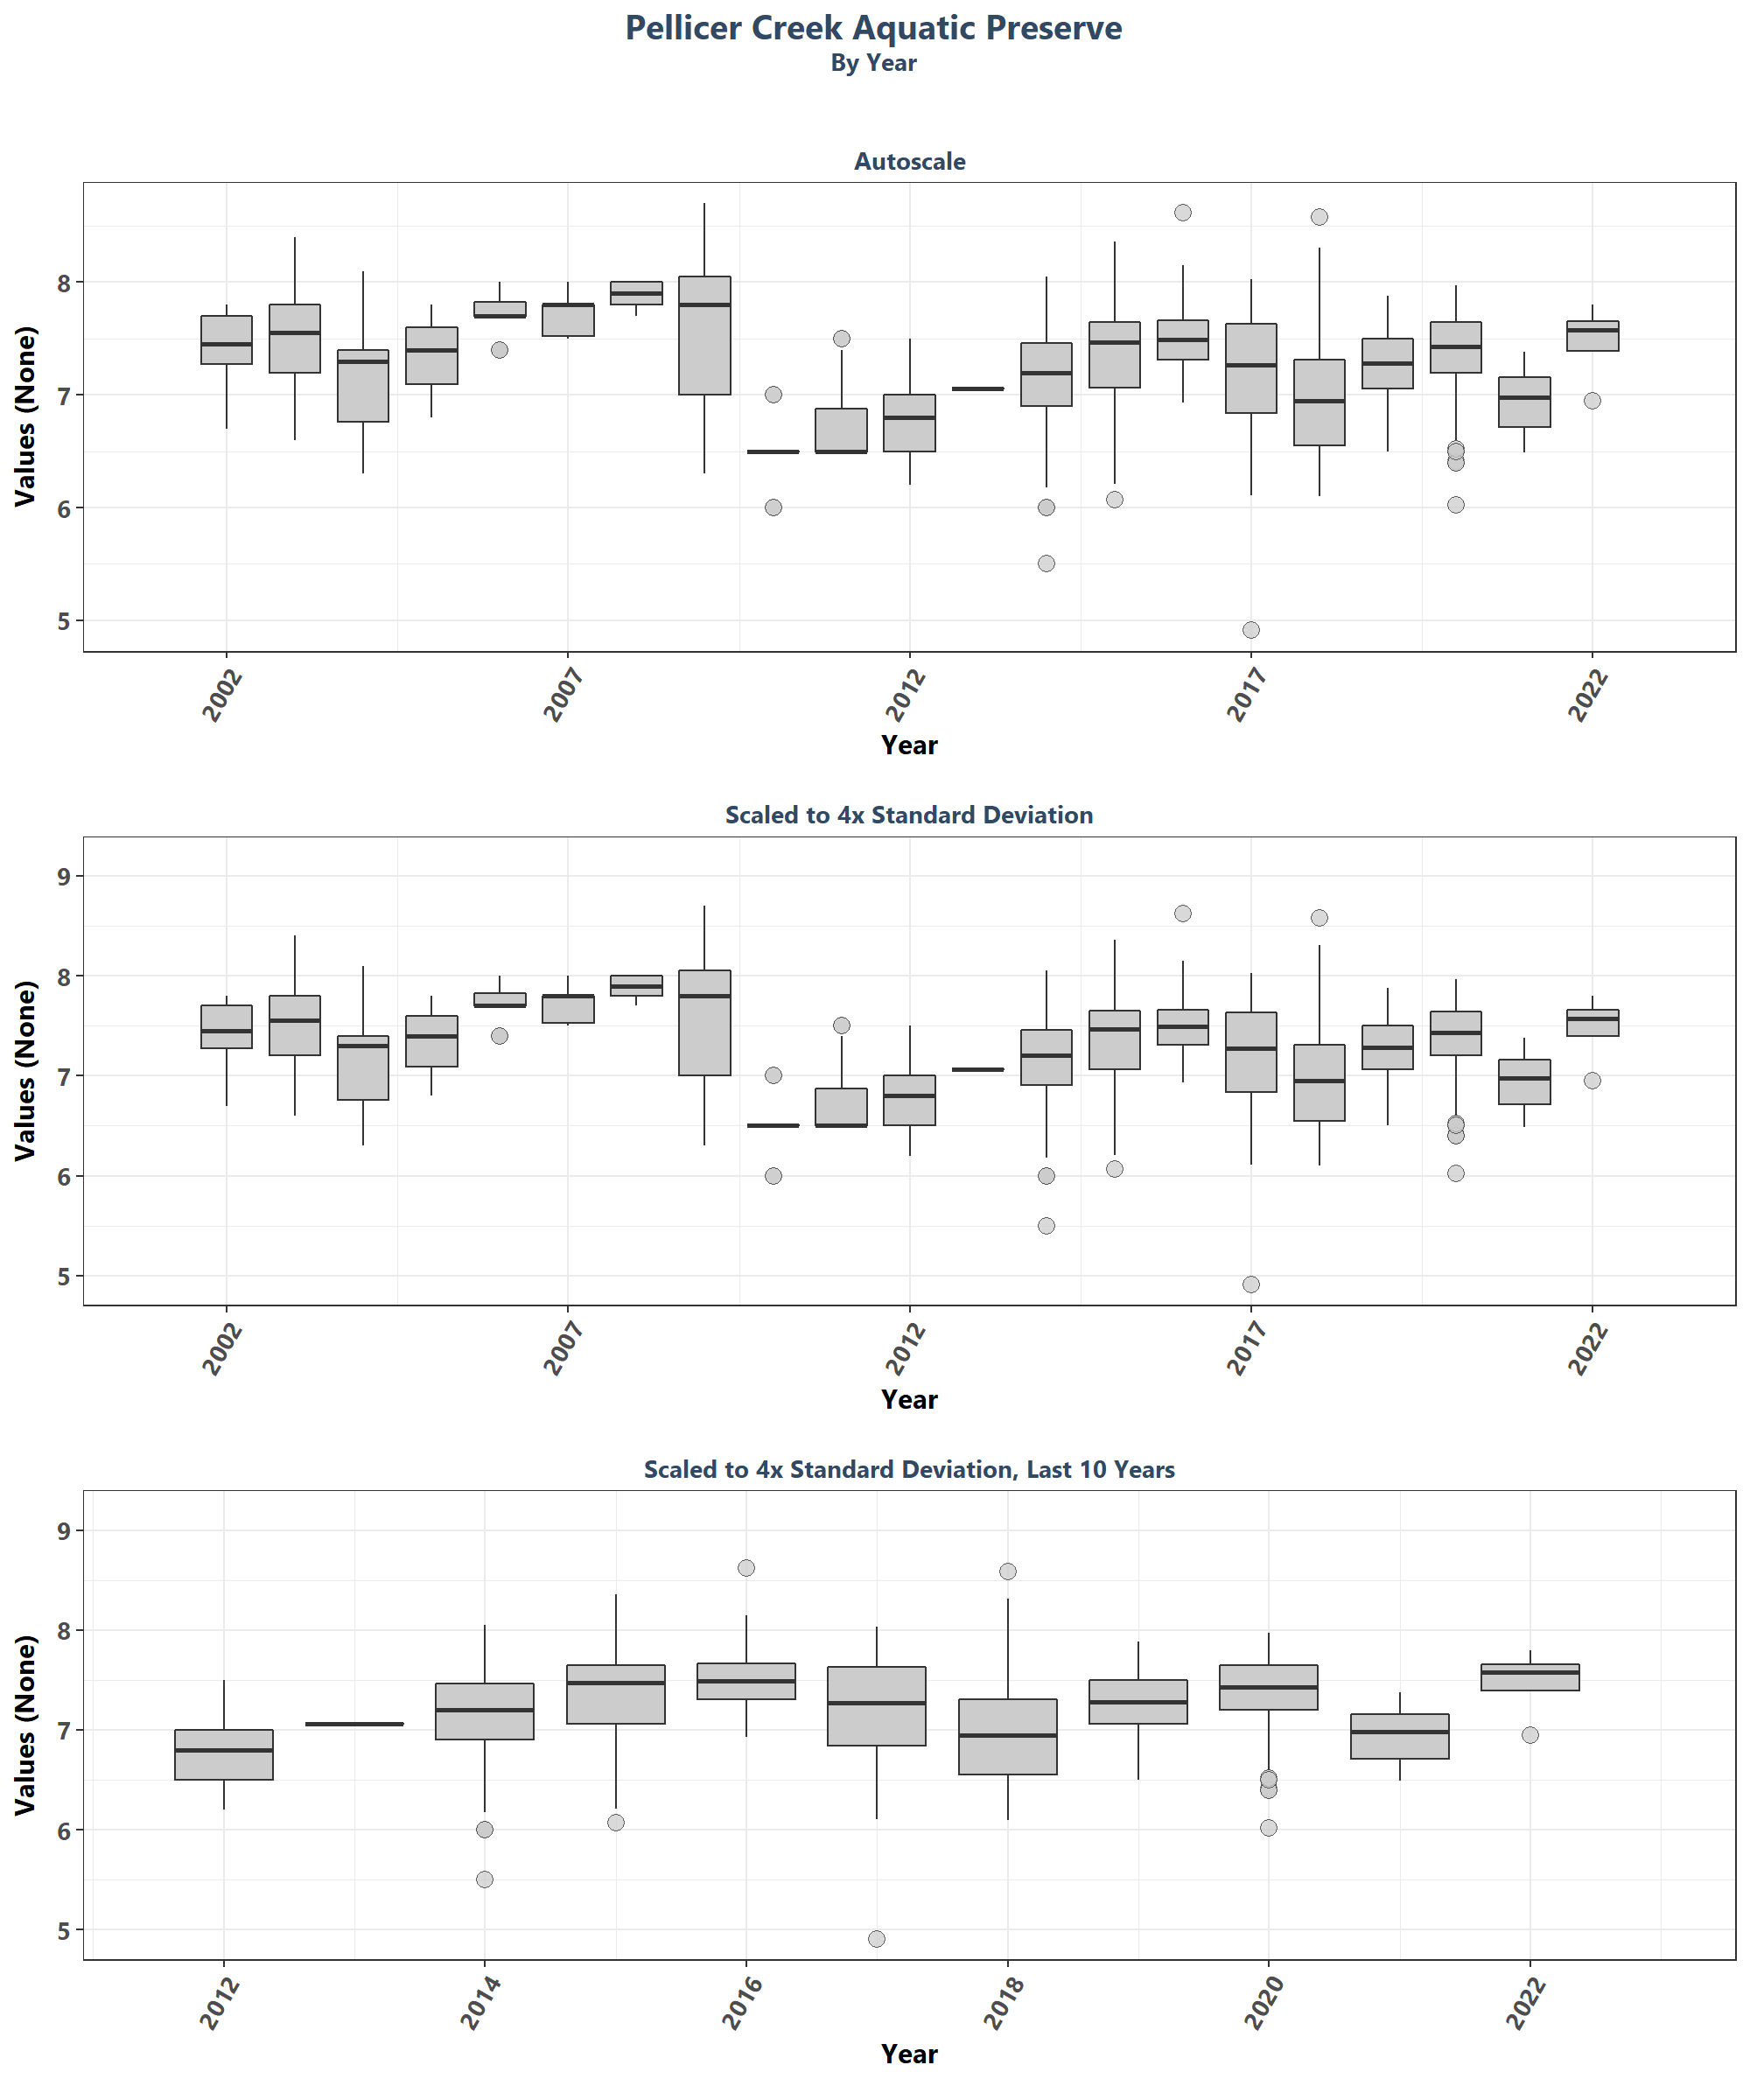 Pellicer Creek Aquatic Preserve
By Year
Autoscale
Values (None)
8
7
6
5
2002 2007 2012 2017 2022
Year
Scaled to 4x Standard Deviation
Values (None)
9
8
7
6
5
2002 2007 2012 2017 2022
Year
Scaled to 4x Standard Deviation, Last 10 Years
Values (None)
9
8
7
6
5
2012 2014 2016 2018 2020 2022
Year